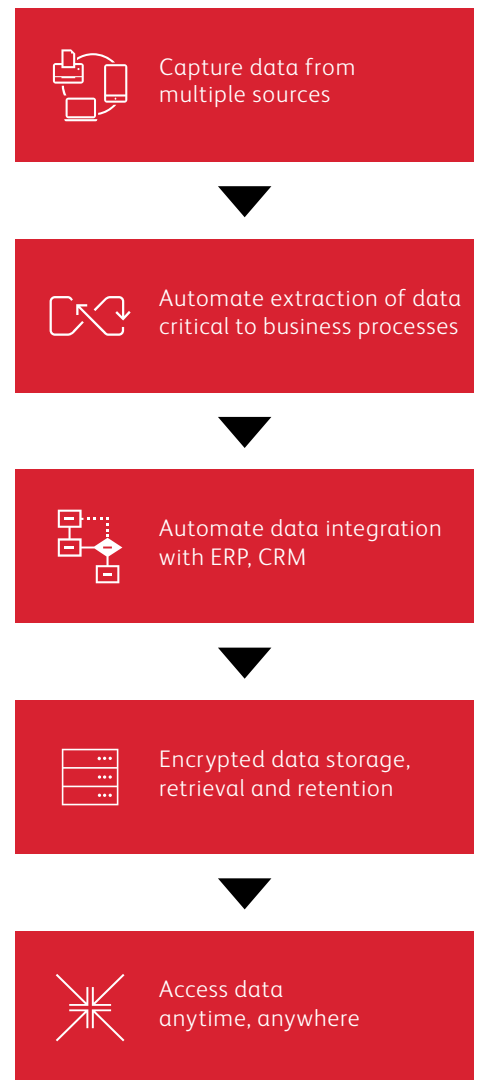 Capture data from
multiple sources
Automate extraction of data
critical to business processes
Automate data integration
with ERP, CRM
Encrypted data storage,
retrieval and retention
Access data
anytime, anywhere